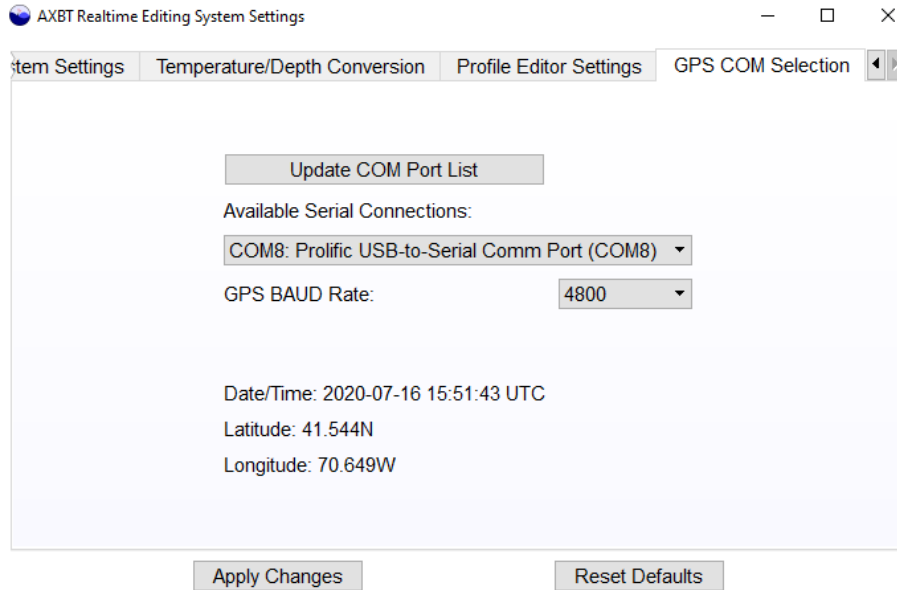 AXBT Realtime Editing System Settings
tem Settings Temperature/Depth Conversion Profile Editor Settings GPS COM Selection
Update COM Port List
Available Serial Connections:
COM8: Prolific USB-to-Serial Comm Port (COM8)
GPS BAUD Rate: 4800
Date/Time: 2020-07-16 15:51:43 UTC
Latitude: 41.544N
Longitude: 70.649W
Apply Changes Reset Defaults